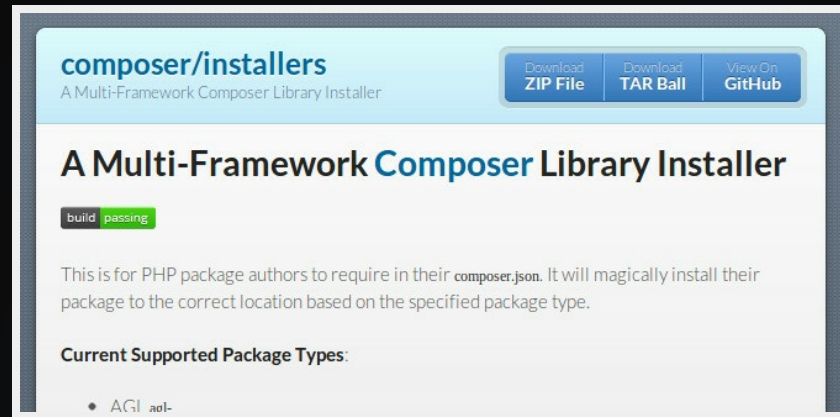 composer/installers
A Multi-Framework Composer Library Installer
Download ZIP File
Download TAR Ball
View On GitHub
A Multi-Framework Composer Library Installer
build passing
This is for PHP package authors to require in their composer.json. It will magically install their
package to the correct location based on the specified package type.
Current Supported Package Types:
AGL agl-